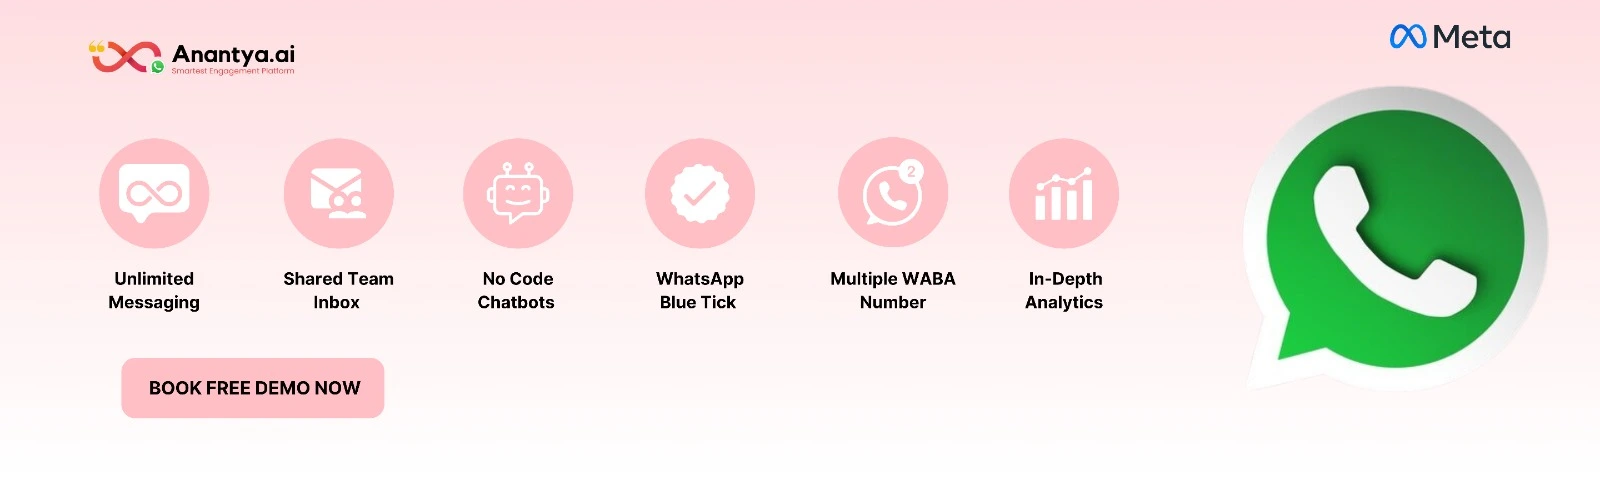 Anantya.ai
Smartest Engagement Platform
Meta
2
Unlimited
Messaging
Shared Team
Inbox
No Code
Chatbots
WhatsApp
Blue Tick
Multiple WABA
Number
In-Depth
Analytics
BOOK FREE DEMO NOW